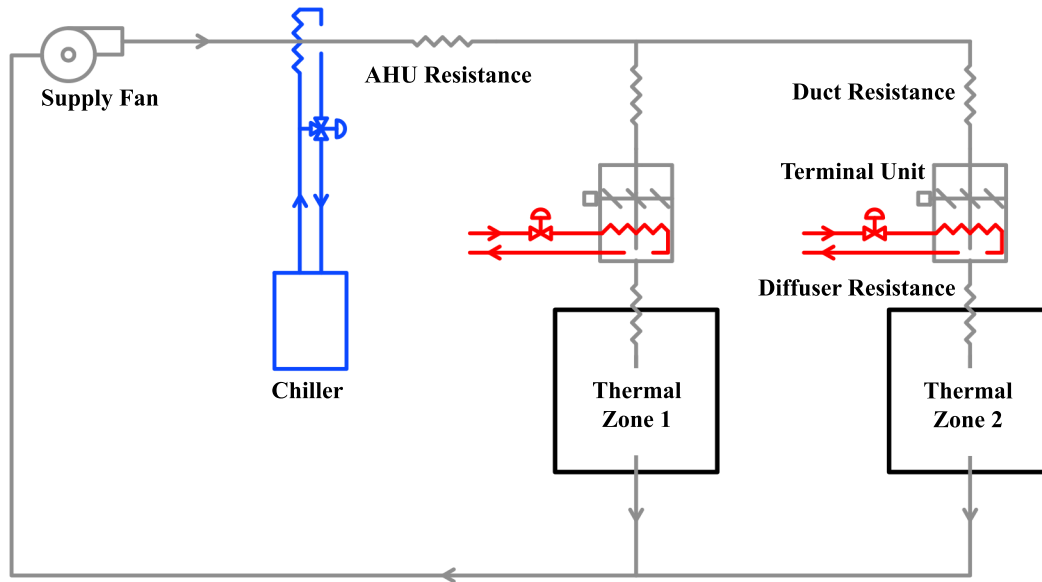 Supply Fan
AHU Resistance
Duct Resistance
Terminal Unit
Diffuser Resistance
Chiller
Thermal
Zone 1
Thermal
Zone 2